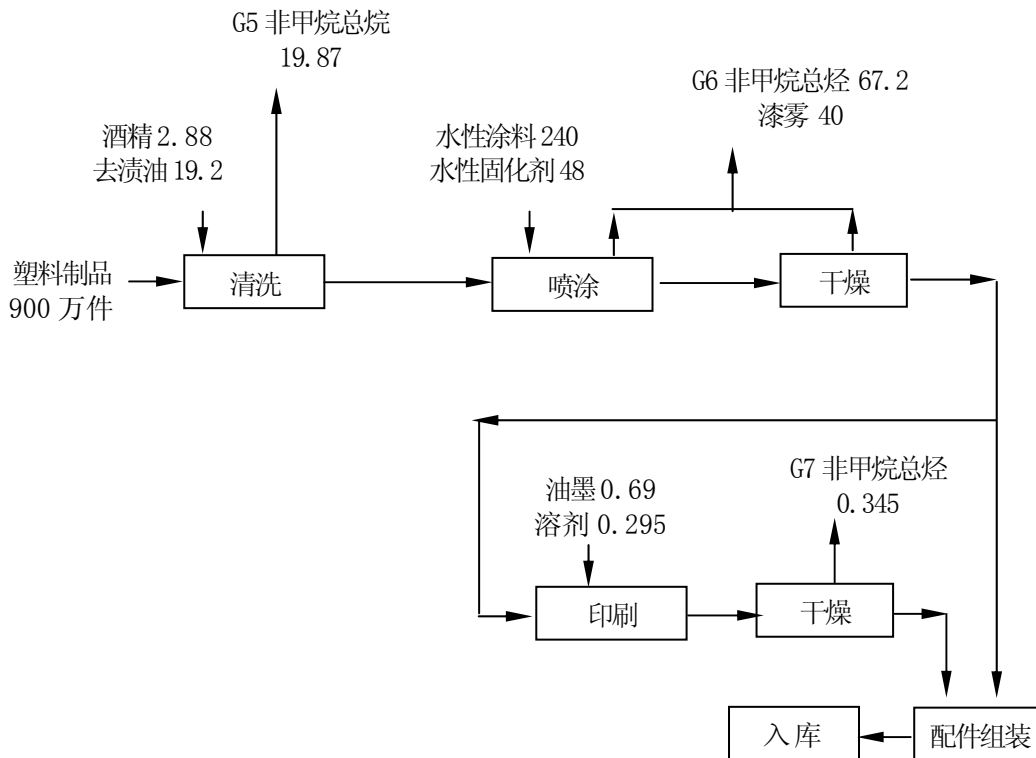 G5 非甲烷总烷
19.87
G6 非甲烷总烃 67.2
漆雾 40
酒精 2.88
去渍油 19.2
水性涂料 240
水性固化剂 48
塑料制品
900 万件
清洗
喷涂
干燥
油墨 0.69
溶剂 0.295
G7 非甲烷总烃
0.345
印刷
干燥
入库
配件组装